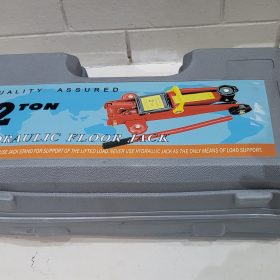 QUALITY ASSURED
2 TON
HYDRAULIC FLOOR JACK
USE JACK STAND FOR SUPPORT OF THE LIFTED LOAD. NEVER USE HYDRAULIC JACK AS THE ONLY MEANS OF LOAD SUPPORT.